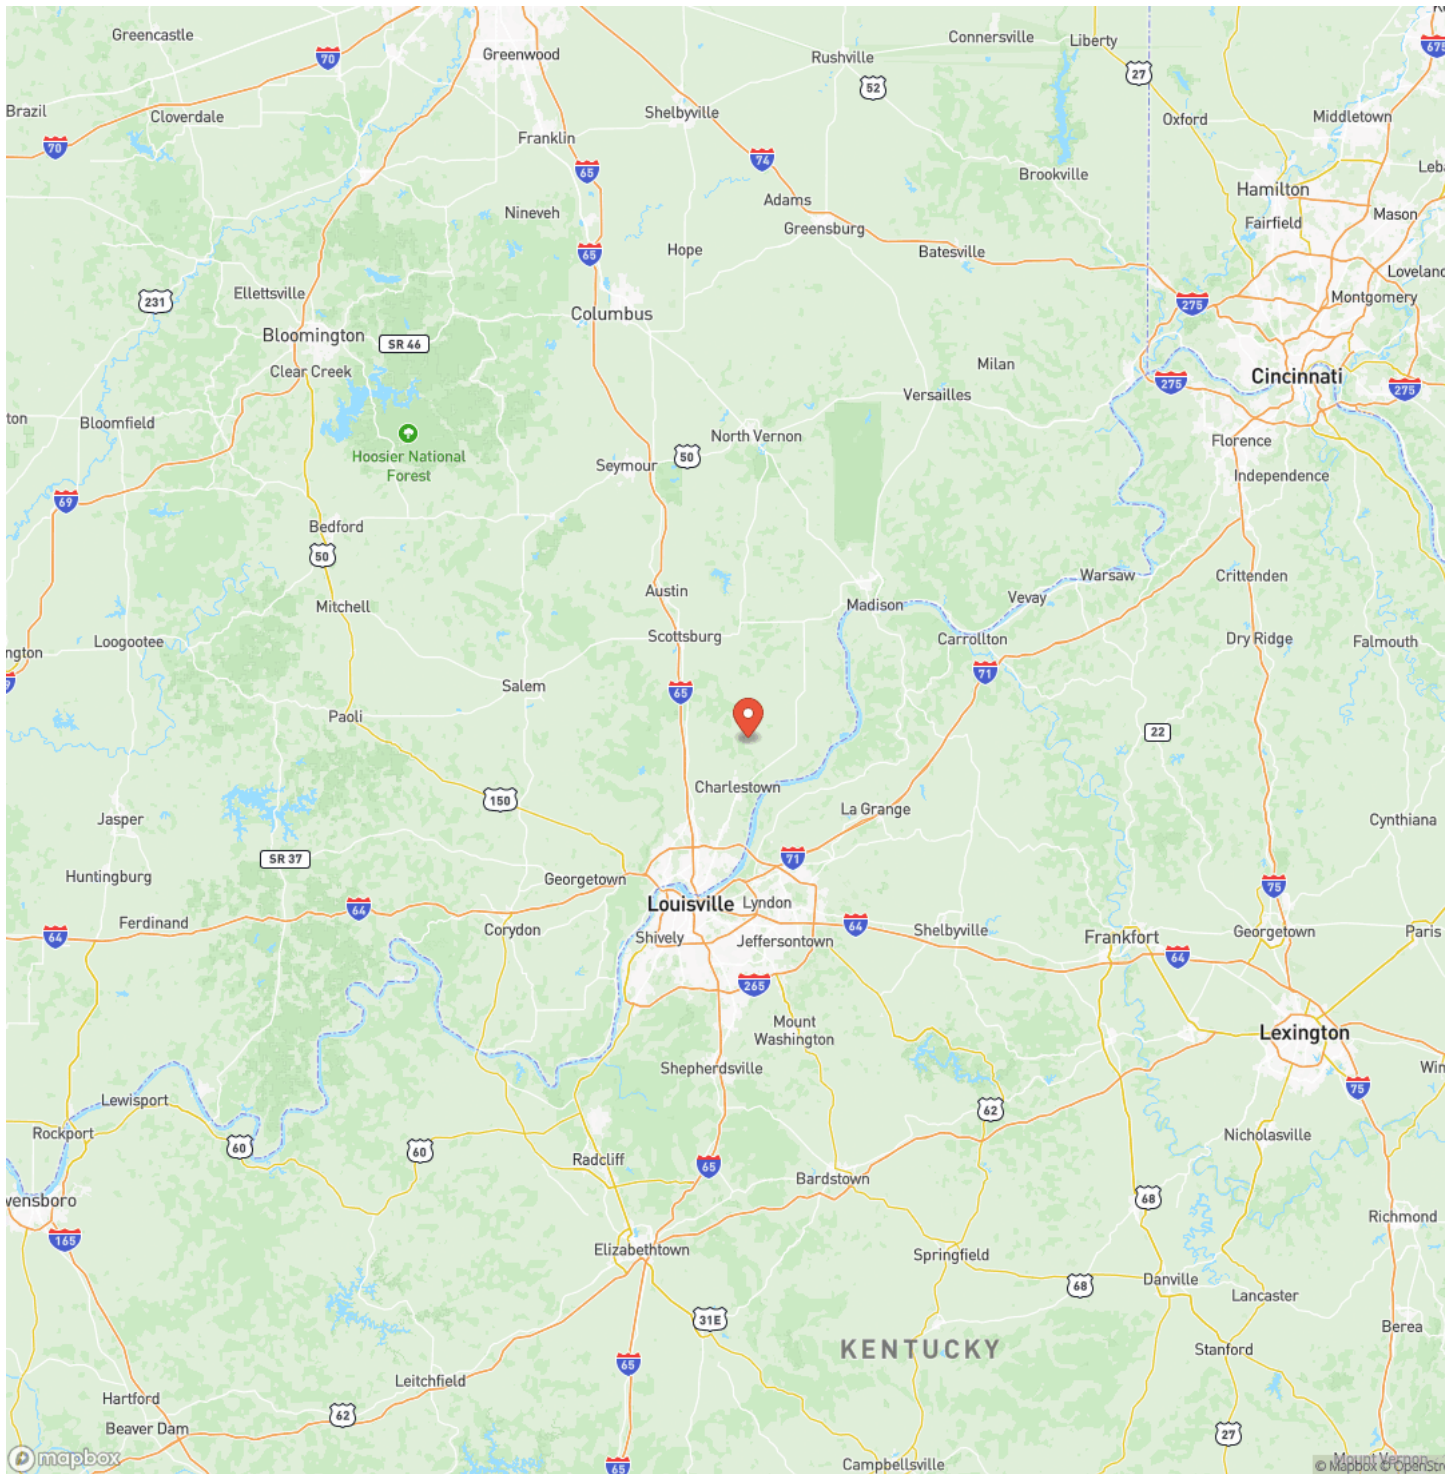 Greencastle
Greenwood
Connersville
Liberty
70
Rushville
27
675
52
Brazil
Cloverdale
Shelbyville
Oxford
Middletown
70
Franklin
65
74
Brookville
Hamilton
Adams
Nineveh
Greensburg
Fairfield
Mason
65
Hope
Batesville
Loveland
Ellettsville
231
Columbus
275
Montgomery
Bloomington
SR 46
Clear Creek
Milan
Cincinnati
275
275
Versailles
Bloomfield
North Vernon
Florence
Hoosier National
Forest
Seymour
50
Independence
69
Bedford
50
Austin
Warsaw
Crittenden
Mitchell
Madison
Vevay
Loogootee
Scottsburg
Carrollton
Dry Ridge
Falmouth
Salem
65
71
Paoli
22
Charlestown
150
La Grange
Jasper
Cynthiana
SR 37
71
Huntingburg
Georgetown
75
Ferdinand
64
Louisville
Lyndon
64
Corydon
Shively
Jeffersontown
64
Shelbyville
Frankfort
64
Georgetown
Paris
265
Mount
Washington
Lexington
Shepherdsville
75
Lewisport
62
Rockport
60
60
Nicholasville
Radcliff
65
Bardstown
68
165
Richmond
Elizabethtown
Springfield
Danville
68
Lancaster
31E
Berea
KENTUCKY
Stanford
65
Leitchfield
Hartford
62
Beaver Dam
27
mapbox
Campbellsville
65
Mount Vernon
© Mapbox © OpenStre